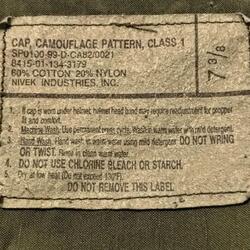 CAP, CAMOUFLAGE PATTERN, CLASS 1
SPO100-99-D-CA82/0021
8415-01-134-3179
60% COTTON 20% NYLON
NIVEK INDUSTRIES, INC.
7 3/8
1. If cap is worn under helmet, helmet head band may require readjustment for proper
fit and comfort.
2. Machine Wash: Use permanent press cycle. Wash in warm water with mild detergent.
3. Hand Wash: Hand wash in warm water using mild detergent. DO NOT WRING
or TWIST. Rinse in clean warm water.
4. DO NOT USE CHLORINE BLEACH OR STARCH.
5. Dry at low heat (Do not exceed 130°F).
DO NOT REMOVE THIS LABEL